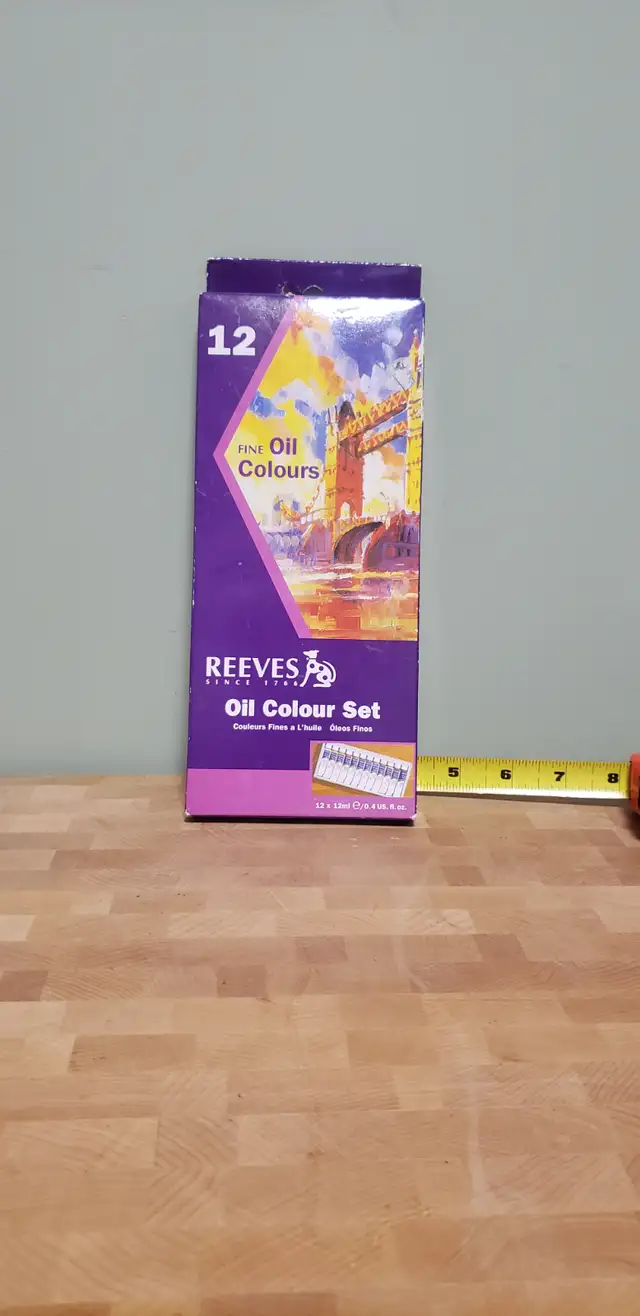 12
FINE Oil
Colours
REEVES
SINCE 1766
Oil Colour Set
Couleurs Fines a L'huile Óleos Finos
12 x 12ml ℮/0.4 US. fl. oz.
5 6 7 8